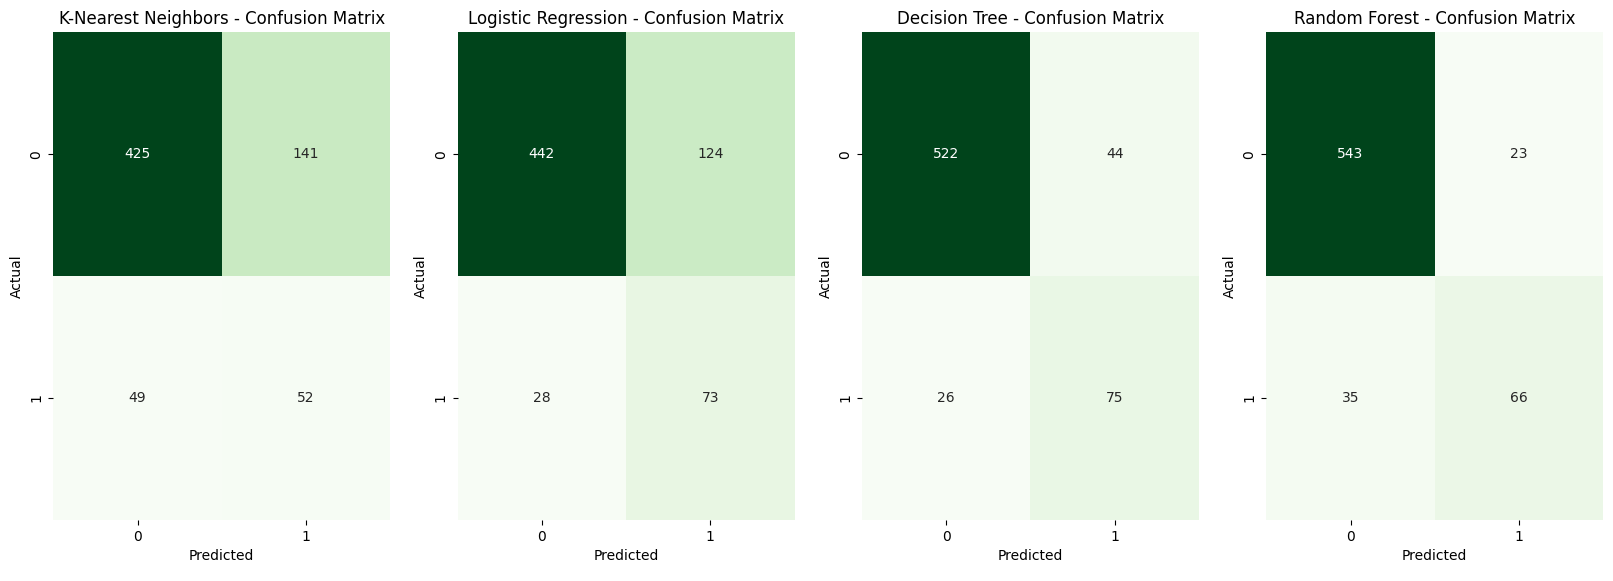 K-Nearest Neighbors - Confusion Matrix
0
1
Actual
425 141
49 52
0 1
Predicted
Logistic Regression - Confusion Matrix
0
1
Actual
442 124
28 73
0 1
Predicted
Decision Tree - Confusion Matrix
0
1
Actual
522 44
26 75
0 1
Predicted
Random Forest - Confusion Matrix
0
1
Actual
543 23
35 66
0 1
Predicted